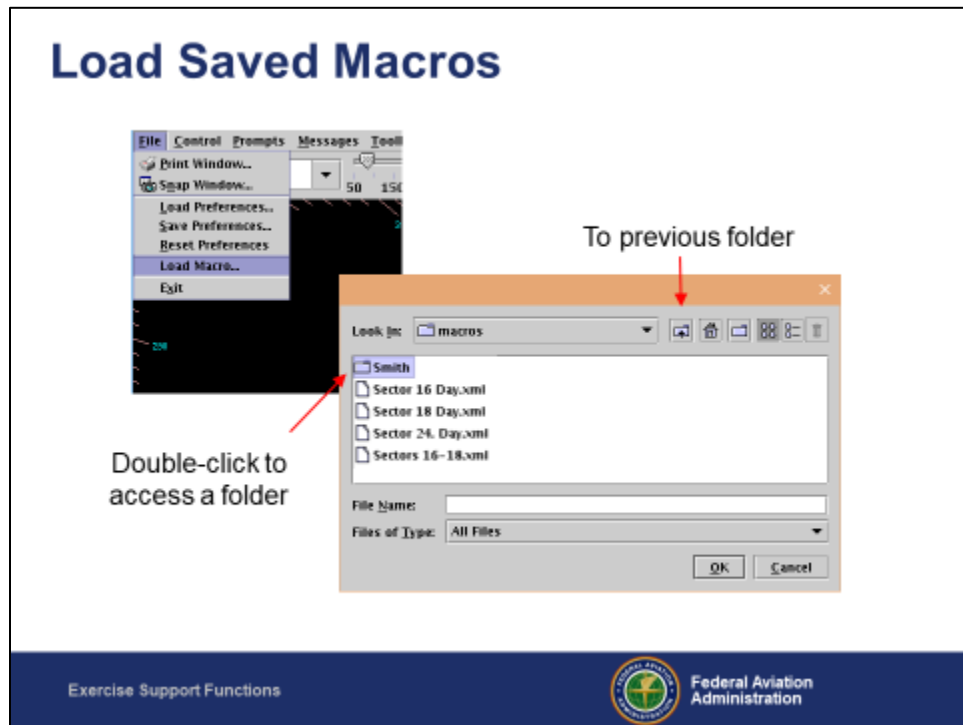 Load Saved Macros
File Control Prompts Messages
Print Window...
Snap Window...
50 150
Load Preferences...
Save Preferences...
Reset Preferences
Load Macro...
Exit
To previous folder
Look In: macros
Smith
Sector 16 Day.xml
Sector 18 Day.xml
Sector 24. Day.xml
Sectors 16-18.xml
Double-click to
access a folder
File Name:
Files of Type: All Files
OK Cancel
Exercise Support Functions
Federal Aviation
Administration